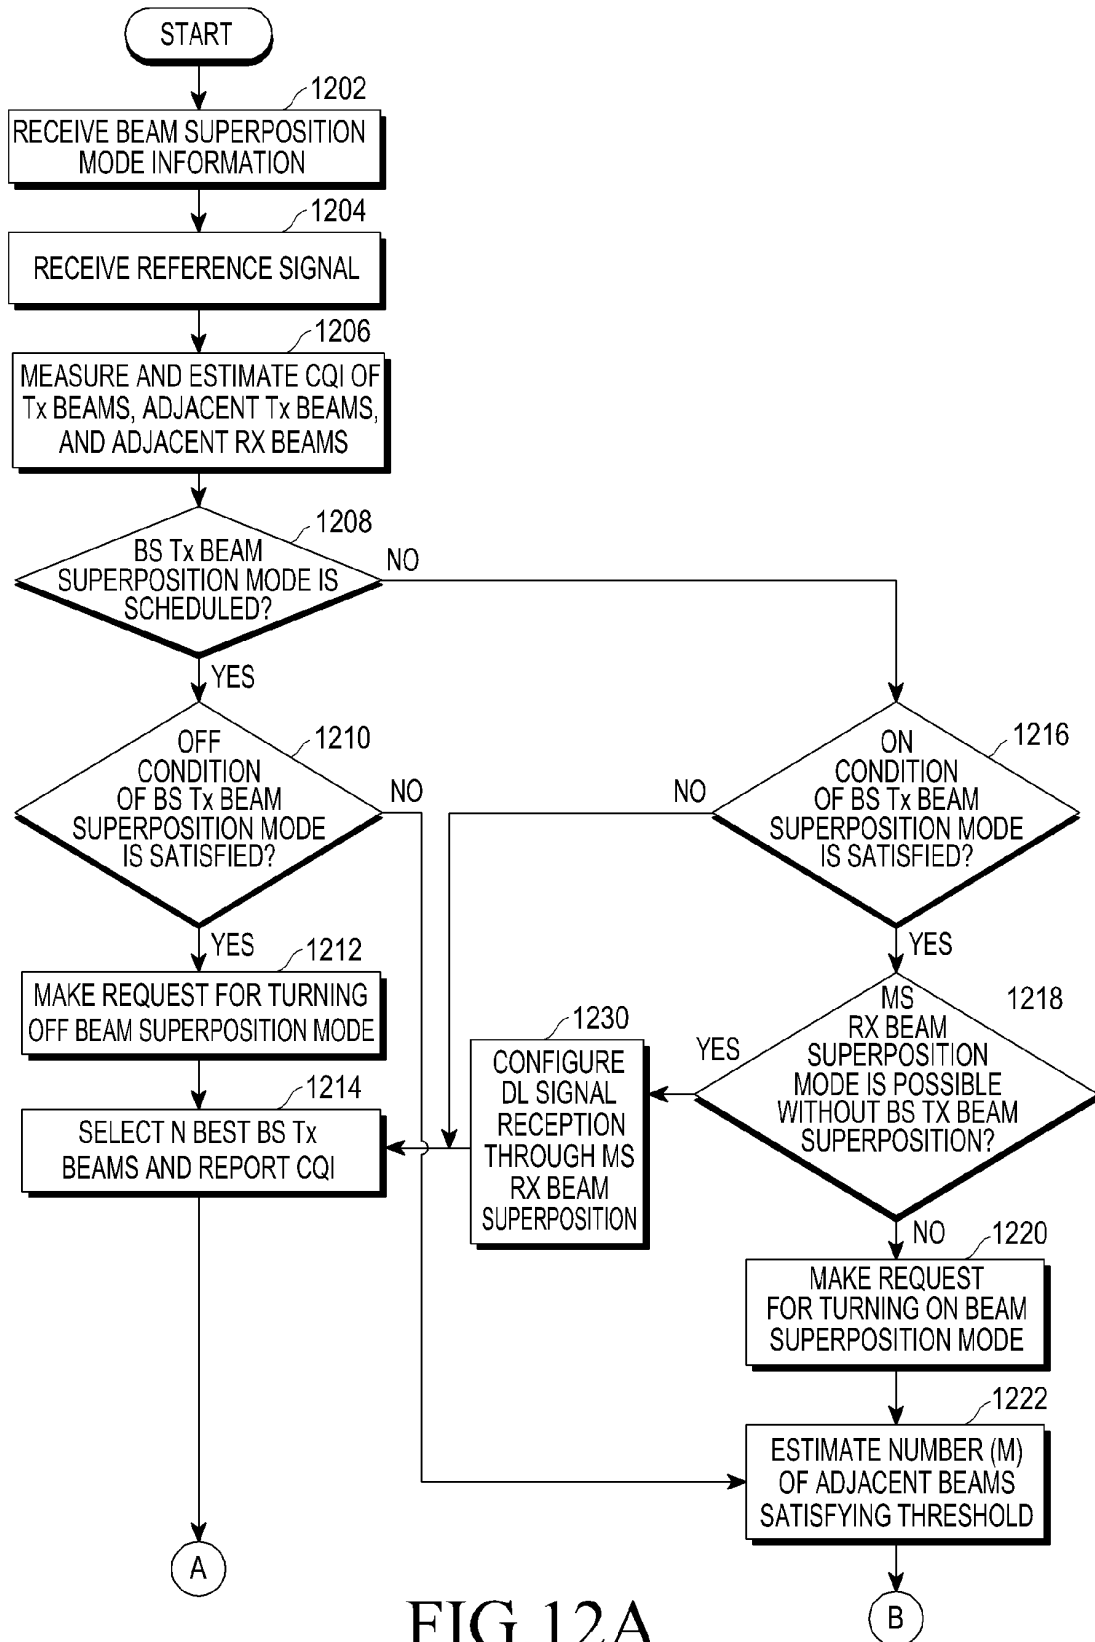 START
1202
RECEIVE BEAM SUPERPOSITION
MODE INFORMATION
1204
RECEIVE REFERENCE SIGNAL
1206
MEASURE AND ESTIMATE CQI OF
Tx BEAMS, ADJACENT Tx BEAMS,
AND ADJACENT RX BEAMS
1208
BS Tx BEAM
SUPERPOSITION MODE IS
SCHEDULED?
NO
YES
1210
OFF
CONDITION
OF BS Tx BEAM
SUPERPOSITION MODE
IS SATISFIED?
NO
YES
1216
ON
CONDITION
OF BS Tx BEAM
SUPERPOSITION MODE
IS SATISFIED?
NO
YES
1212
MAKE REQUEST FOR TURNING
OFF BEAM SUPERPOSITION MODE
1214
SELECT N BEST BS Tx
BEAMS AND REPORT CQI
1230
CONFIGURE
DL SIGNAL
RECEPTION
THROUGH MS
RX BEAM
SUPERPOSITION
1218
MS
RX BEAM
SUPERPOSITION
MODE IS POSSIBLE
WITHOUT BS TX BEAM
SUPERPOSITION?
YES
NO
1220
MAKE REQUEST
FOR TURNING ON BEAM
SUPERPOSITION MODE
1222
ESTIMATE NUMBER (M)
OF ADJACENT BEAMS
SATISFYING THRESHOLD
A
B
FIG.12A